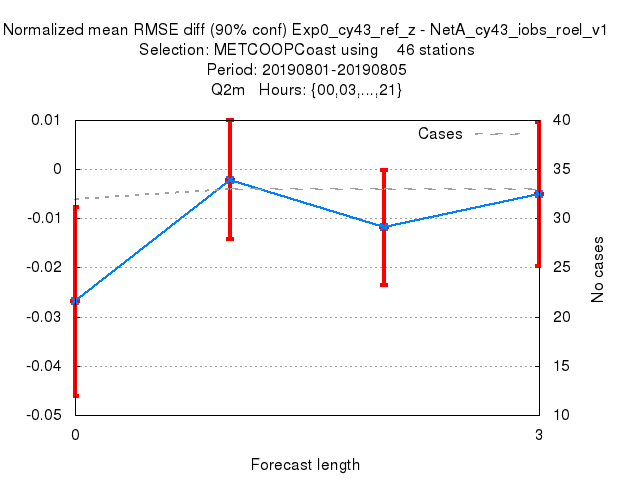 Normalized mean RMSE diff (90% conf) Exp0_cy43_ref_z - NetA_cy43_iobs_roel_v1
Selection: METCOOPCoast using 46 stations
Period: 20190801-20190805
Q2m Hours: {00,03,...,21}
0.01
0
-0.01
-0.02
-0.03
-0.04
-0.05
Cases
40
35
30
25
20
15
10
No cases
0
3
Forecast length